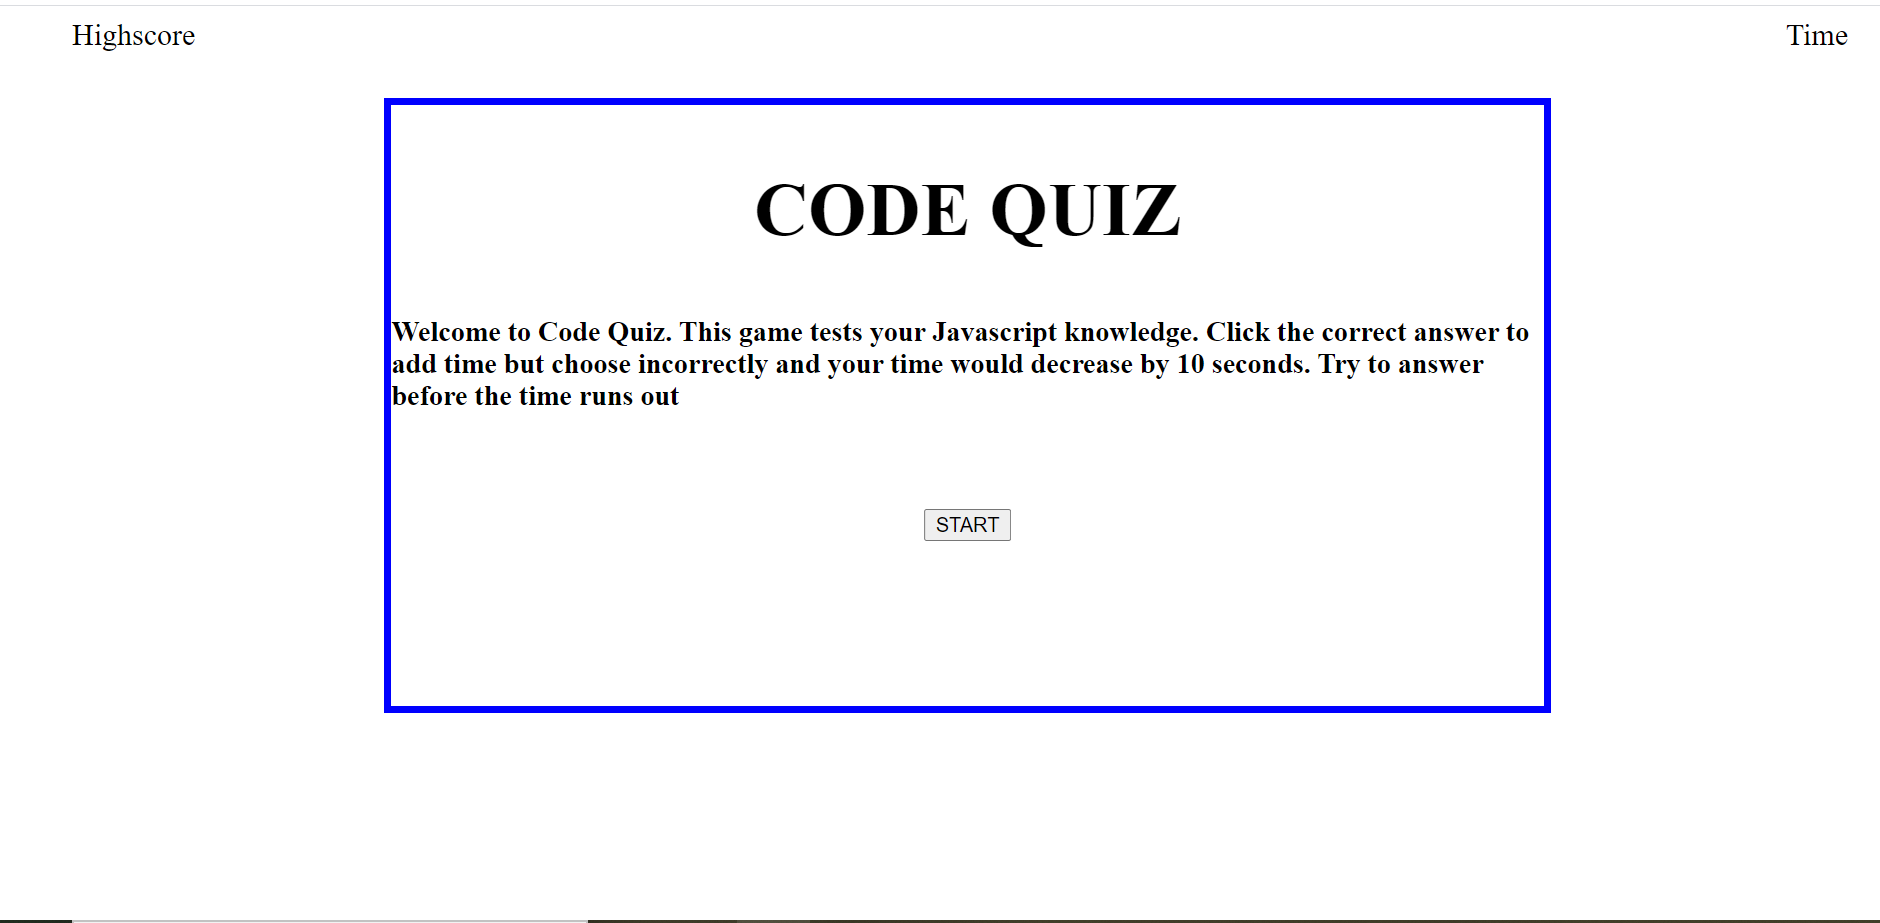 Highscore
Time
CODE QUIZ
Welcome to Code Quiz. This game tests your Javascript knowledge. Click the correct answer to
add time but choose incorrectly and your time would decrease by 10 seconds. Try to answer
before the time runs out
START